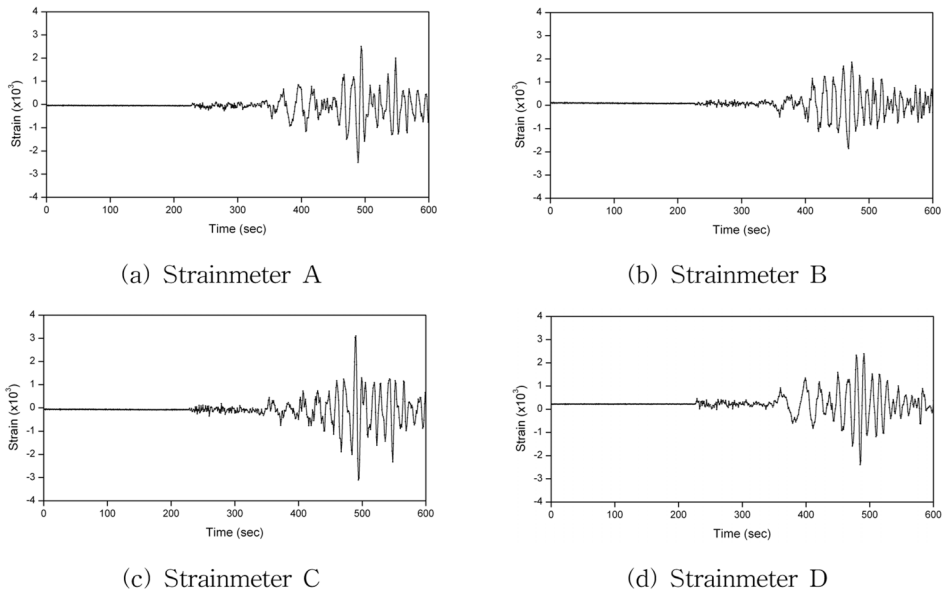 4
3
2
1
0
-1
-2
-3
-4
Strain (x10³)
0 100 200 300 400 500 600
Time (sec)
(a) Strainmeter A
4
3
2
1
0
-1
-2
-3
-4
Strain (x10³)
0 100 200 300 400 500 600
Time (sec)
(b) Strainmeter B
4
3
2
1
0
-1
-2
-3
-4
Strain (x10³)
0 100 200 300 400 500 600
Time (sec)
(c) Strainmeter C
4
3
2
1
0
-1
-2
-3
-4
Strain (x10³)
0 100 200 300 400 500 600
Time (sec)
(d) Strainmeter D